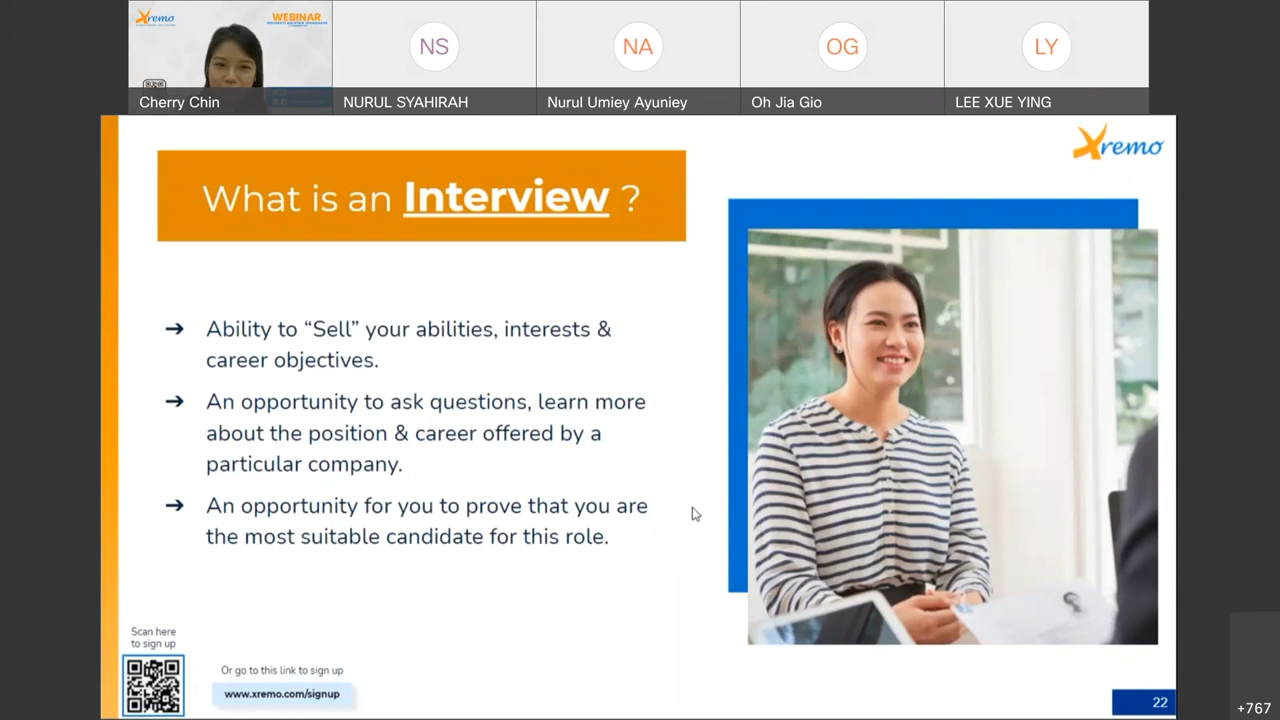 Xremo
WEBINAR
NS
NA
OG
LY
Cherry Chin
NURUL SYAHIRAH
Nurul Umiey Ayuniey
Oh Jia Gio
LEE XUE YING
Xremo
What is an Interview ?
➔ Ability to “Sell” your abilities, interests &
career objectives.
➔ An opportunity to ask questions, learn more
about the position & career offered by a
particular company.
➔ An opportunity for you to prove that you are
the most suitable candidate for this role.
Scan here
to sign up
Or go to this link to sign up
www.xremo.com/signup
22
+767